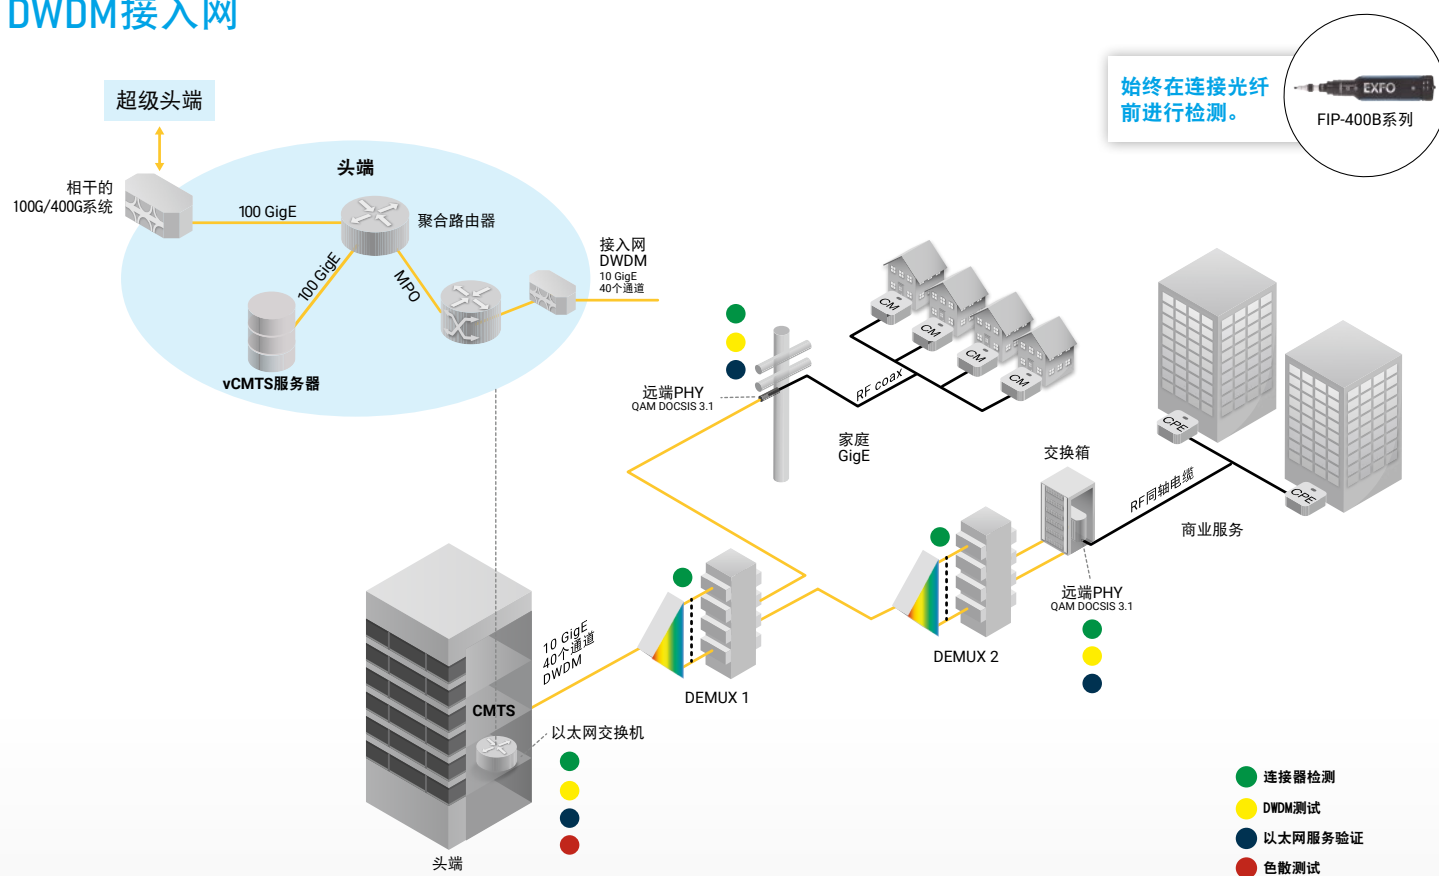 DWDM接入网
始终在连接光纤
前进行检测。
EXFO
FIP-400B系列
超级头端
头端
相干的
100G/400G系统
100 GigE
聚合路由器
100 GigE
MPO
接入网
DWDM
10 GigE
40个通道
vCMTS服务器
远端PHY
QAM DOCSIS 3.1
RF coax
CM
CM
CM
CM
家庭
GigE
交换箱
CPE
CPE
RF同轴电缆
商业服务
远端PHY
QAM DOCSIS 3.1
DEMUX 2
DEMUX 1
10 GigE
40个通道
DWDM
CMTS
以太网交换机
头端
连接器检测
DWDM测试
以太网服务验证
色散测试